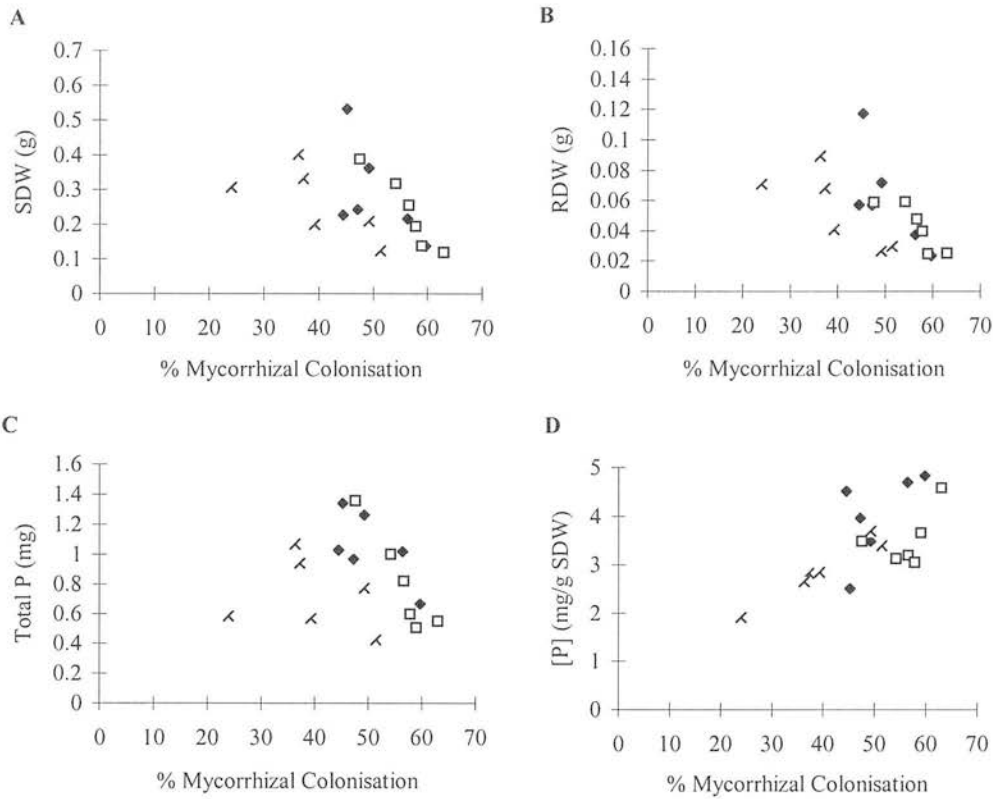 A
SDW (g)
0.7
0.6
0.5
0.4
0.3
0.2
0.1
0
0 10 20 30 40 50 60 70
% Mycorrhizal Colonisation
B
RDW (g)
0.16
0.14
0.12
0.1
0.08
0.06
0.04
0.02
0
0 10 20 30 40 50 60 70
% Mycorrhizal Colonisation
C
Total P (mg)
1.6
1.4
1.2
1
0.8
0.6
0.4
0.2
0
0 10 20 30 40 50 60 70
% Mycorrhizal Colonisation
D
[P] (mg/g SDW)
5
4
3
2
1
0
0 10 20 30 40 50 60 70
% Mycorrhizal Colonisation